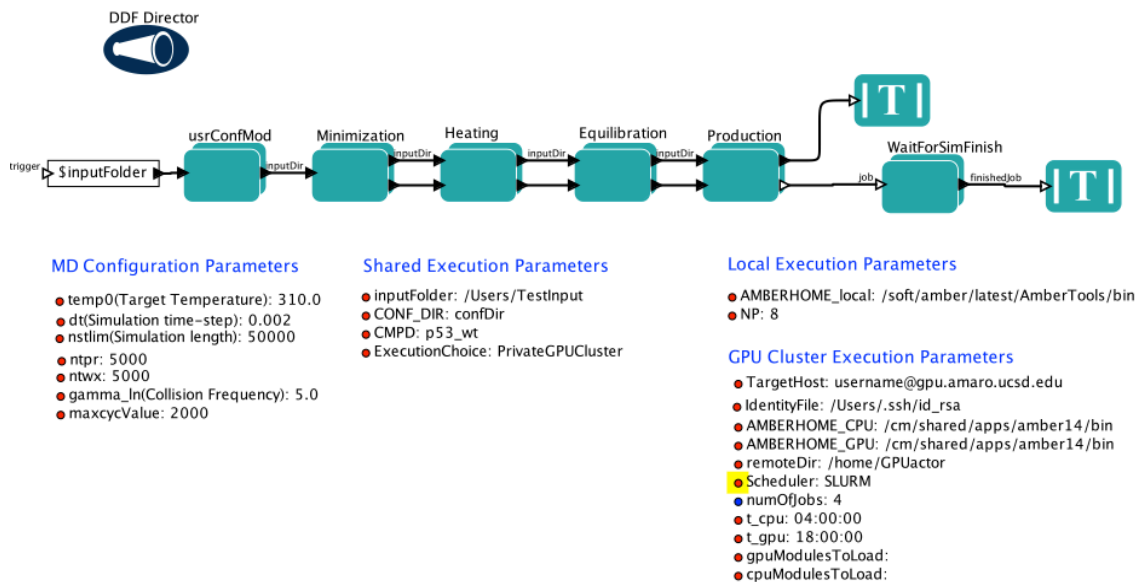 DDF Director
usrConfMod
Minimization
Heating
Equilibration
Production
WaitForSimFinish
trigger
$inputFolder
inputDir
inputDir
inputDir
inputDir
job
finishedJob
T
T
MD Configuration Parameters
temp0(Target Temperature): 310.0
dt(Simulation time-step): 0.002
nstlim(Simulation length): 50000
ntpr: 5000
ntwx: 5000
gamma_ln(Collision Frequency): 5.0
maxcycValue: 2000
Shared Execution Parameters
inputFolder: /Users/TestInput
CONF_DIR: confDir
CMPD: p53_wt
ExecutionChoice: PrivateGPUCluster
Local Execution Parameters
AMBERHOME_local: /soft/amber/latest/AmberTools/bin
NP: 8
GPU Cluster Execution Parameters
TargetHost: username@gpu.amaro.ucsd.edu
IdentityFile: /Users/.ssh/id_rsa
AMBERHOME_CPU: /cm/shared/apps/amber14/bin
AMBERHOME_GPU: /cm/shared/apps/amber14/bin
remoteDir: /home/GPUactor
Scheduler: SLURM
numOfJobs: 4
t_cpu: 04:00:00
t_gpu: 18:00:00
gpuModulesToLoad:
cpuModulesToLoad: